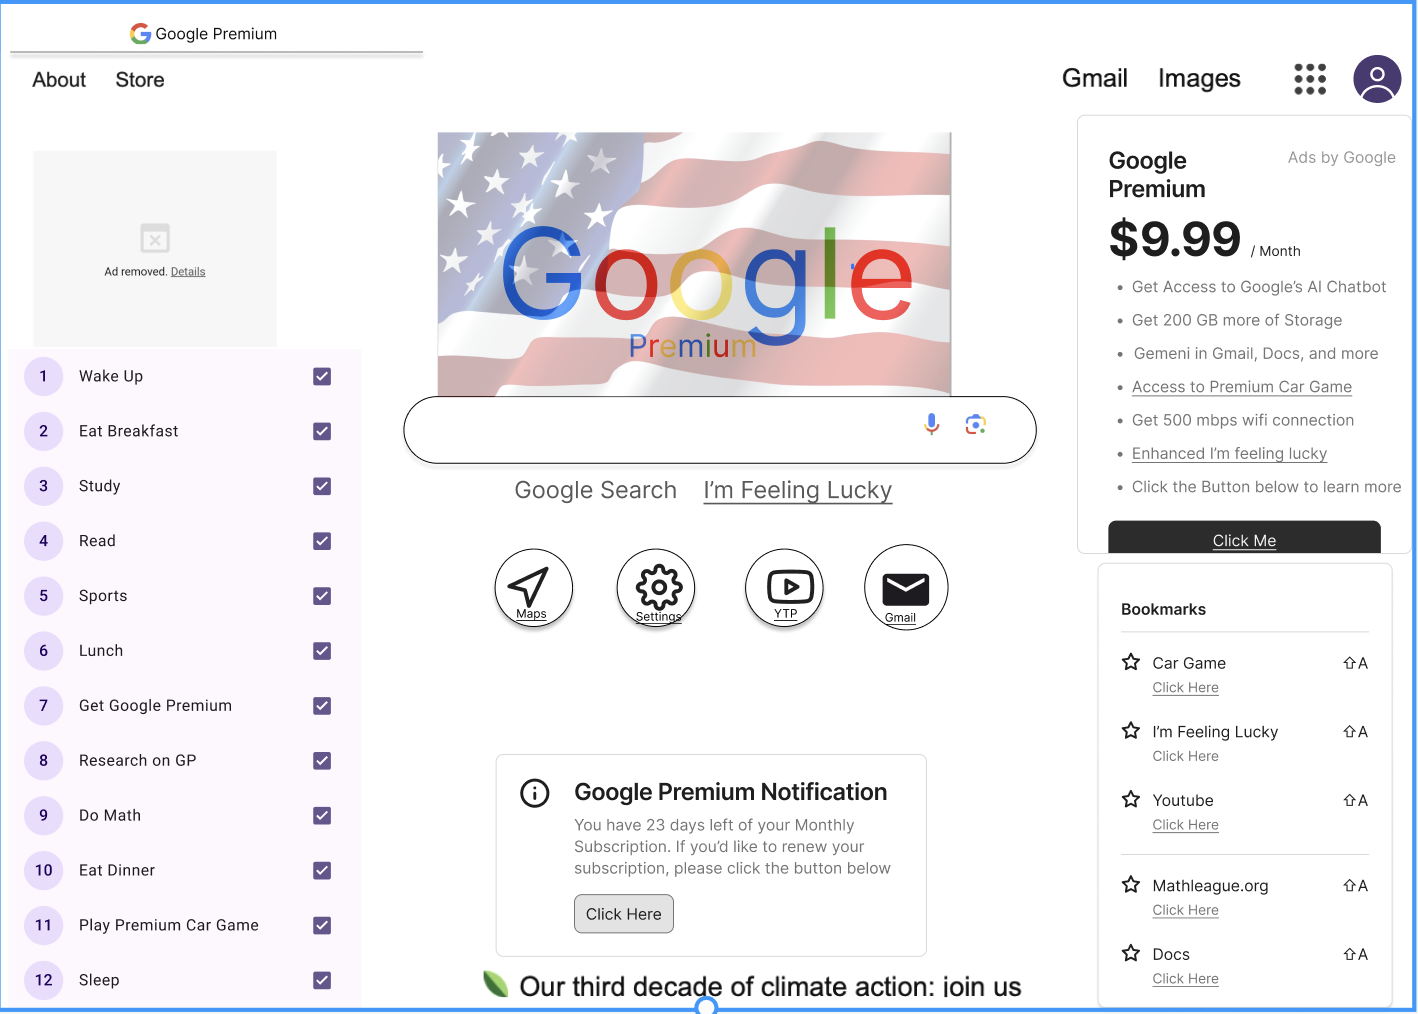 Google Premium
About Store
Gmail Images
Ad removed. Details
1 Wake Up
2 Eat Breakfast
3 Study
4 Read
5 Sports
6 Lunch
7 Get Google Premium
8 Research on GP
9 Do Math
10 Eat Dinner
11 Play Premium Car Game
12 Sleep
Google
Premium
Google Search I'm Feeling Lucky
Maps
Settings
YTP
Gmail
Google Premium Notification
You have 23 days left of your Monthly
Subscription. If you'd like to renew your
subscription, please click the button below
Click Here
Our third decade of climate action: join us
Google
Premium
Ads by Google
$9.99 / Month
• Get Access to Google's AI Chatbot
• Get 200 GB more of Storage
• Gemeni in Gmail, Docs, and more
• Access to Premium Car Game
• Get 500 mbps wifi connection
• Enhanced I'm feeling lucky
• Click the Button below to learn more
Click Me
Bookmarks
Car Game ⇧A
Click Here
I'm Feeling Lucky ⇧A
Click Here
Youtube ⇧A
Click Here
Mathleague.org ⇧A
Click Here
Docs ⇧A
Click Here